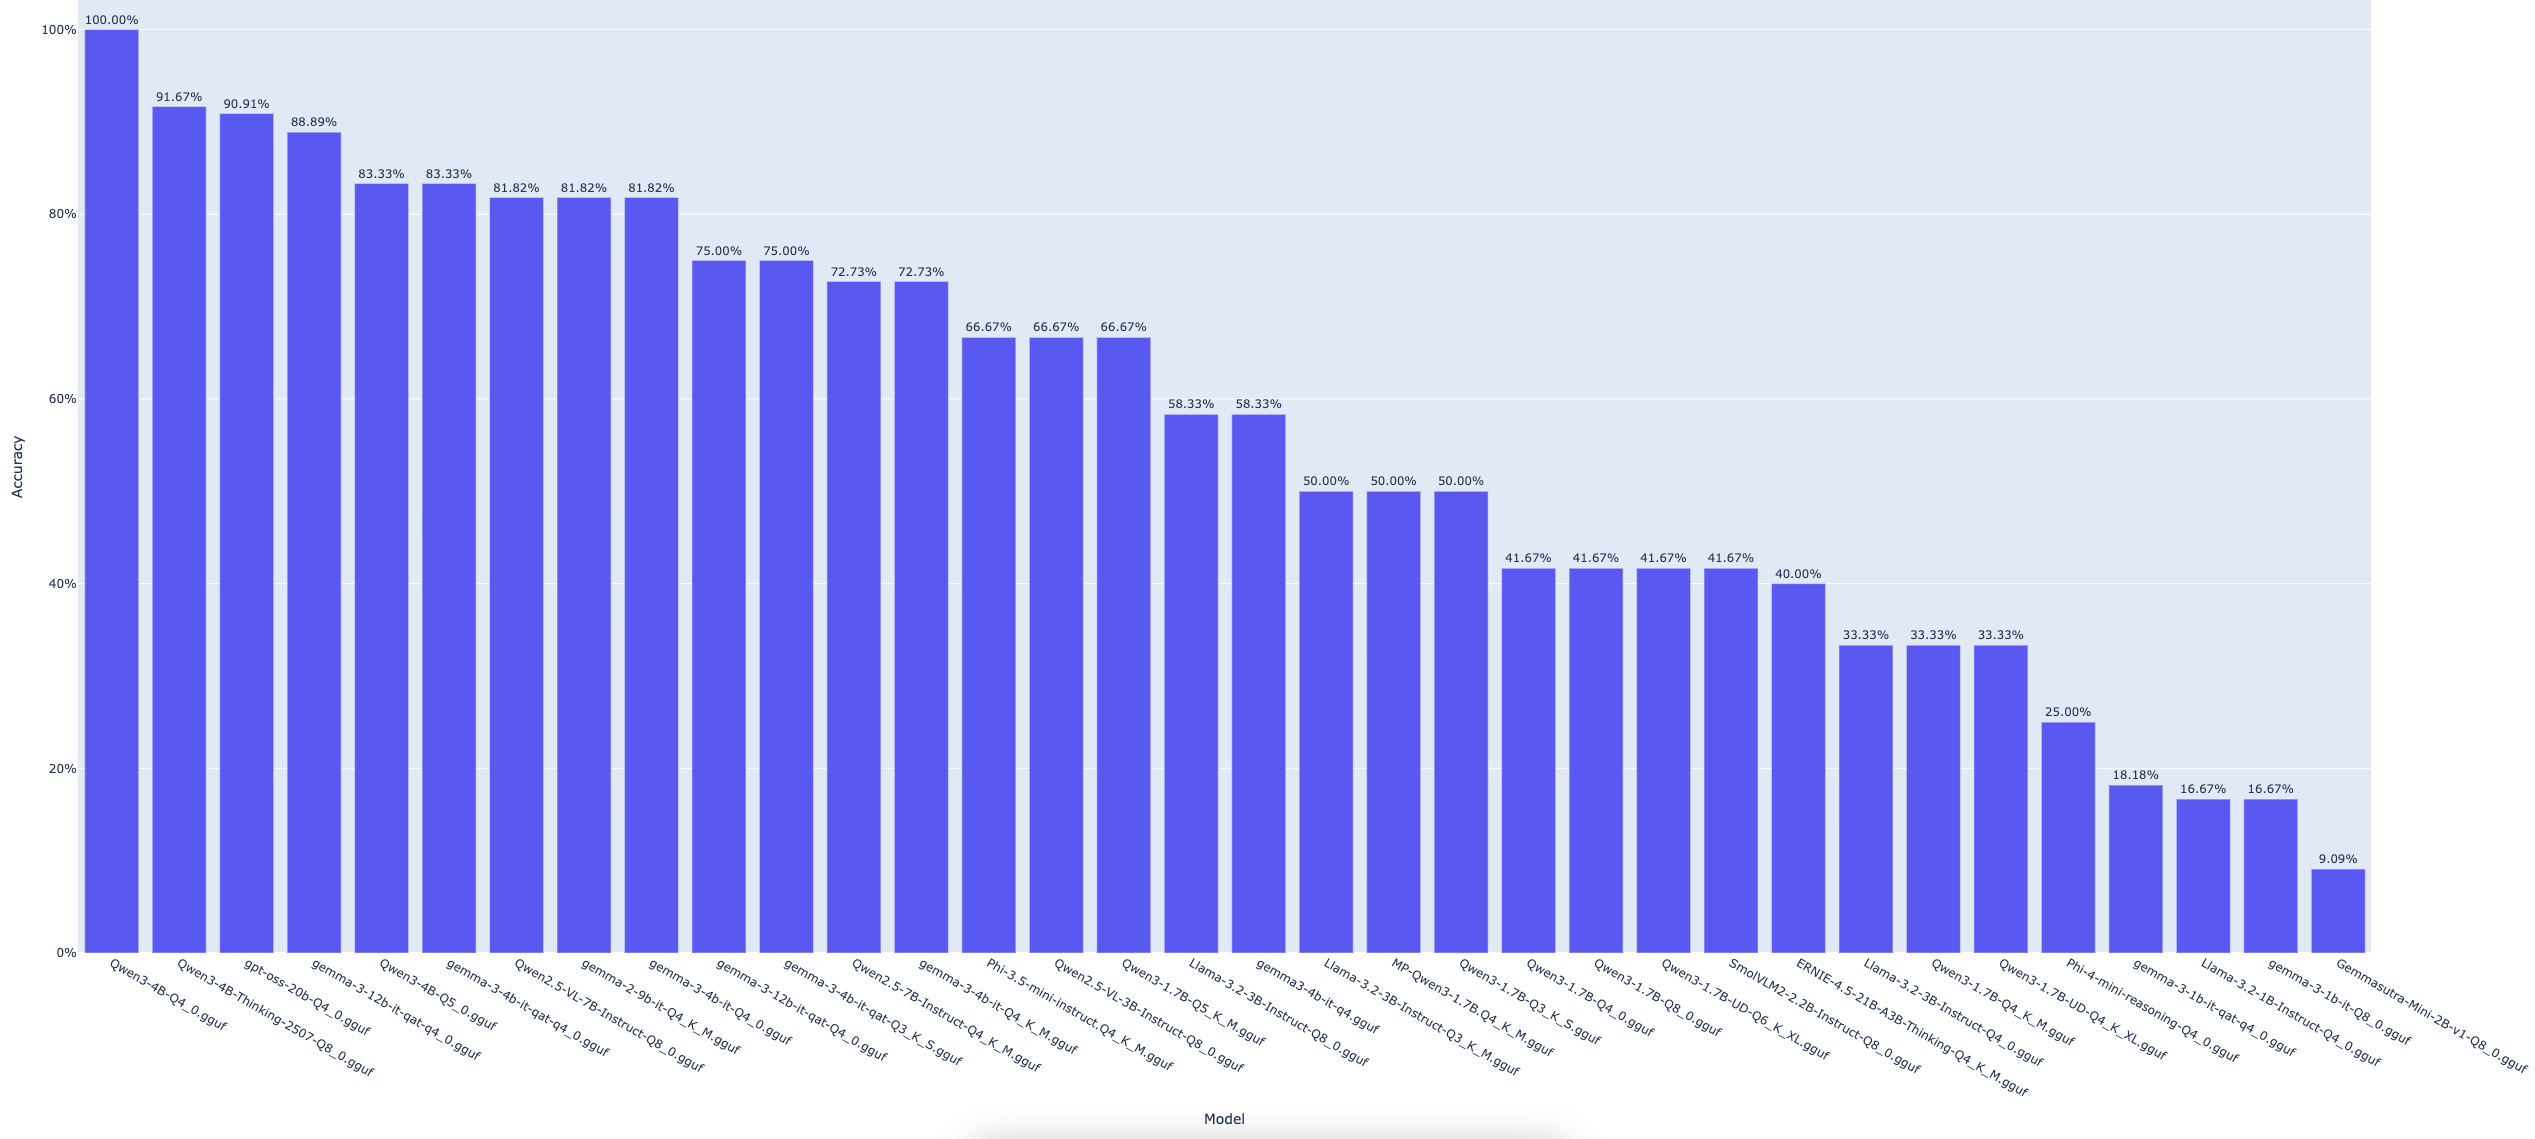 100.00%
91.67%
90.91%
88.89%
83.33%
83.33%
81.82%
81.82%
81.82%
75.00%
75.00%
72.73%
72.73%
66.67%
66.67%
66.67%
58.33%
58.33%
50.00%
50.00%
50.00%
41.67%
41.67%
41.67%
41.67%
40.00%
33.33%
33.33%
33.33%
25.00%
18.18%
16.67%
16.67%
9.09%
100%
80%
60%
40%
20%
0%
Accuracy
Qwen3-4B-Q4_0.gguf
Qwen3-4B-Thinking-2507-Q8_0.gguf
gpt-oss-20b-Q4_0.gguf
gemma-3-12b-it-qat-q4_0.gguf
Qwen3-4B-Q5_0.gguf
gemma-3-4b-it-qat-q4_0.gguf
Qwen2.5-VL-7B-Instruct-Q8_0.gguf
gemma-2-9b-it-Q4_K_M.gguf
gemma-3-4b-it-Q4_0.gguf
gemma-3-12b-it-qat-Q4_0.gguf
gemma-3-4b-it-qat-Q3_K_S.gguf
Qwen2.5-7B-Instruct-Q4_K_M.gguf
gemma-3-4b-it-Q4_K_M.gguf
Phi-3.5-mini-instruct.Q4_K_M.gguf
Qwen2.5-VL-3B-Instruct-Q8_0.gguf
Qwen3-1.7B-Q5_K_M.gguf
Llama-3.2-3B-Instruct-Q8_0.gguf
gemma3-4b-it-q4.gguf
Llama-3.2-3B-Instruct-Q3_K_M.gguf
MP-Qwen3-1.7B.Q4_K_M.gguf
Qwen3-1.7B-Q3_K_S.gguf
Qwen3-1.7B-Q4_0.gguf
Qwen3-1.7B-Q8_0.gguf
Qwen3-1.7B-UD-Q6_K_XL.gguf
SmolVLM2-2.2B-Instruct-Q8_0.gguf
ERNIE-4.5-21B-A3B-Thinking-Q4_K_M.gguf
Llama-3.2-3B-Instruct-Q4_0.gguf
Qwen3-1.7B-Q4_K_M.gguf
Qwen3-1.7B-UD-Q4_K_XL.gguf
Phi-4-mini-reasoning-Q4_0.gguf
gemma-3-1b-it-qat-q4_0.gguf
Llama-3.2-1B-Instruct-Q4_0.gguf
gemma-3-1b-it-Q8_0.gguf
Gemmasutra-Mini-2B-v1-Q8_0.gguf
Model